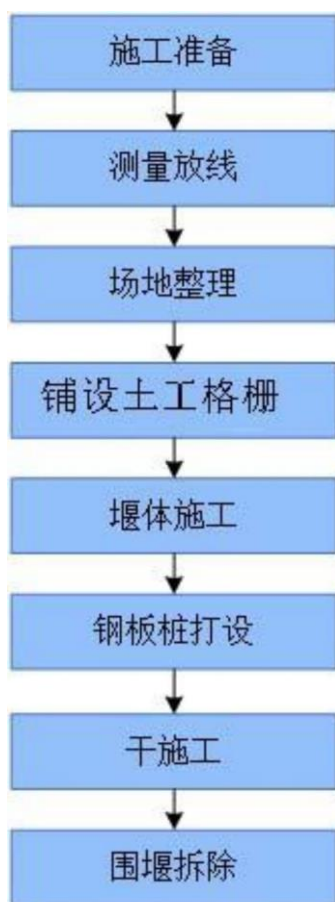 施工准备
测量放线
场地整理
铺设土工格栅
堰体施工
钢板桩打设
干施工
围堰拆除